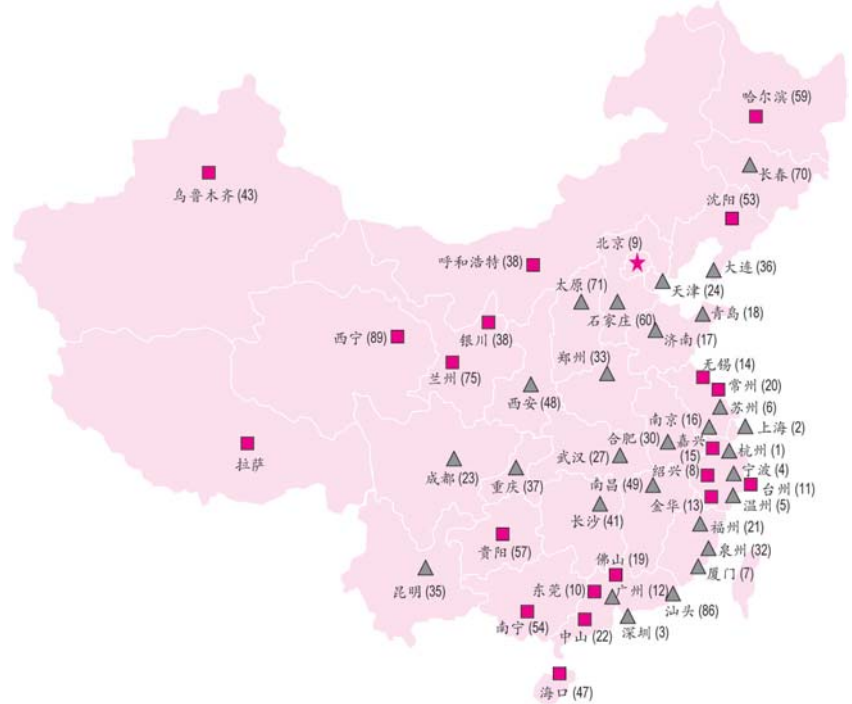 哈尔滨 (59)
长春 (70)
乌鲁木齐 (43)
沈阳 (53)
北京 (9)
呼和浩特 (38)
大连 (36)
太原 (71)
天津 (24)
青岛 (18)
石家庄 (60)
西宁 (89)
银川 (38)
济南 (17)
郑州 (33)
无锡 (14)
兰州 (75)
常州 (20)
西安 (48)
苏州 (6)
南京 (16)
上海 (2)
合肥 (30)
嘉兴
(15)
杭州 (1)
武汉 (27)
拉萨
成都 (23)
重庆 (37)
绍兴 (8)
宁波 (4)
南昌 (49)
台州 (11)
金华 (13)
温州 (5)
长沙 (41)
福州 (21)
贵阳 (57)
泉州 (32)
佛山 (19)
厦门 (7)
昆明 (35)
东莞 (10)
广州 (12)
汕头 (86)
南宁 (54)
中山 (22)
深圳 (3)
海口 (47)